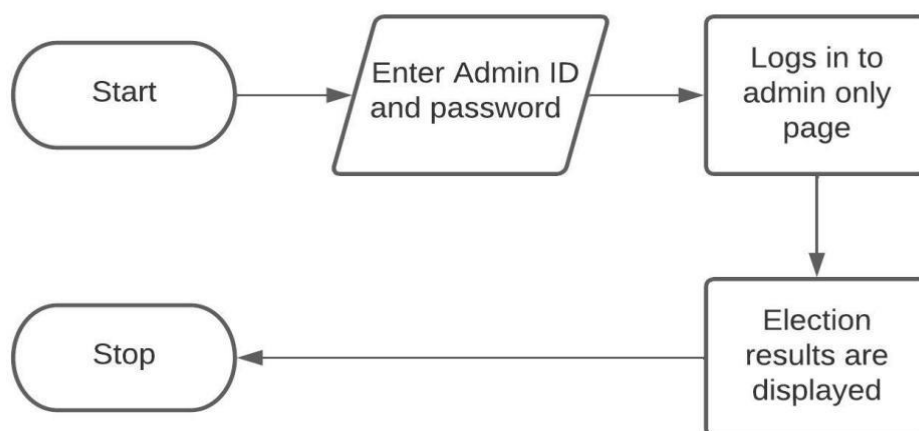 Start
Enter Admin ID
and password
Logs in to
admin only
page
Election
results are
displayed
Stop